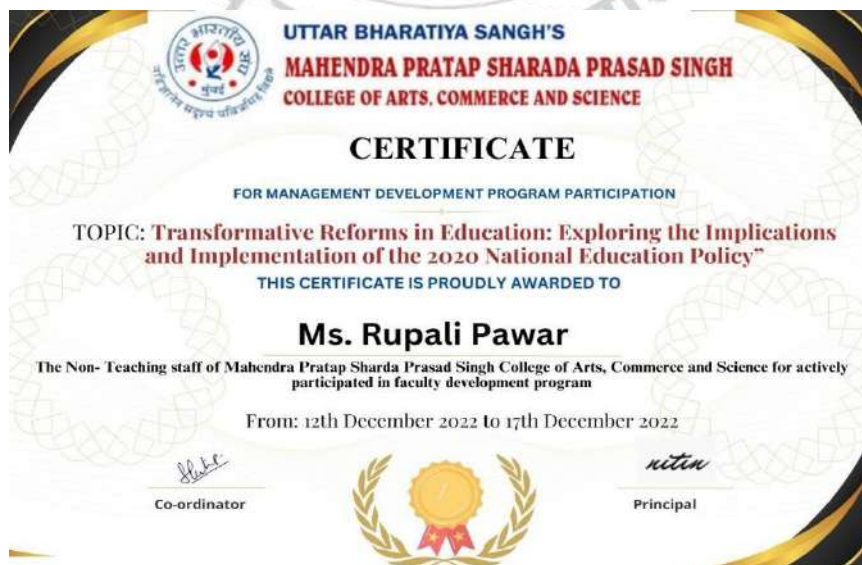 उत्तर भारतीय संघ
मुंबई
UTTAR BHARATIYA SANGH'S
MAHENDRA PRATAP SHARADA PRASAD SINGH
COLLEGE OF ARTS, COMMERCE AND SCIENCE
CERTIFICATE
FOR MANAGEMENT DEVELOPMENT PROGRAM PARTICIPATION
TOPIC: Transformative Reforms in Education: Exploring the Implications
and Implementation of the 2020 National Education Policy”
THIS CERTIFICATE IS PROUDLY AWARDED TO
Ms. Rupali Pawar
The Non- Teaching staff of Mahendra Pratap Sharda Prasad Singh College of Arts, Commerce and Science for actively
participated in faculty development program
From: 12th December 2022 to 17th December 2022
nitin
Co-ordinator
Principal